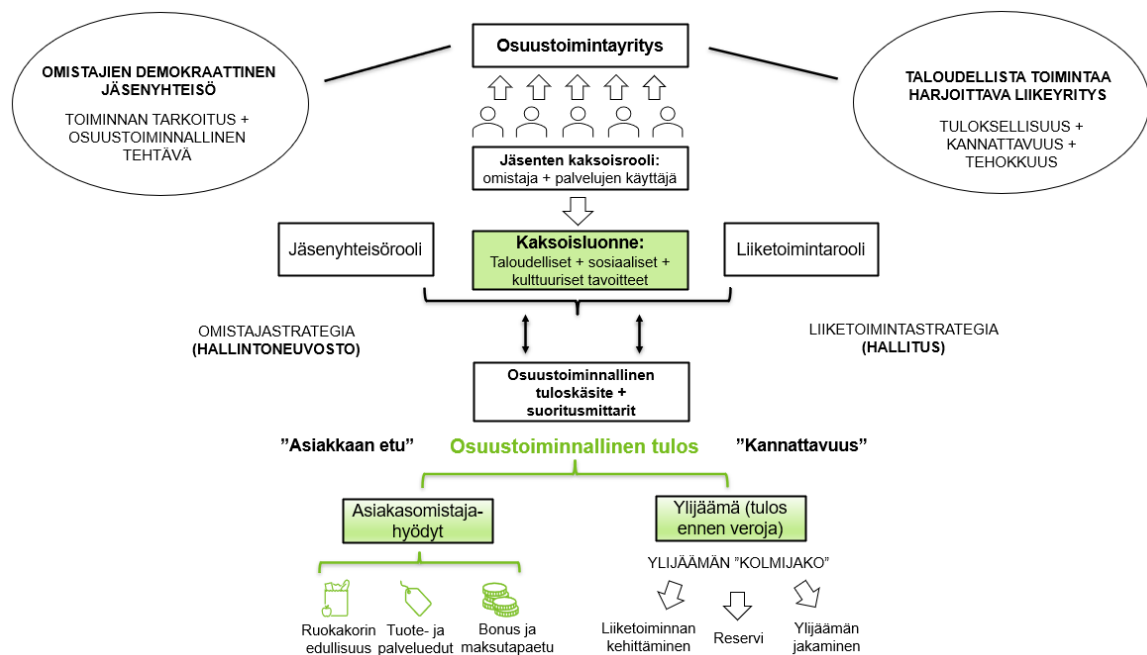 Osuustoimintayritys
OMISTAJIEN DEMOKRAATTINEN
JÄSENYHTEISÖ
TOIMINNAN TARKOITUS +
OSUUSTOIMINNALLINEN
TEHTÄVÄ
TALOUDELLISTA TOIMINTAA
HARJOITTAVA LIIKEYRITYS
TULOKSELLISUUS +
KANNATTAVUUS +
TEHOKKUUS
Jäsenten kaksoisrooli:
omistaja + palvelujen käyttäjä
Jäsenyhteisörooli
Kaksoisluonne:
Taloudelliset + sosiaaliset +
kulttuuriset tavoitteet
Liiketoimintarooli
OMISTAJASTRATEGIA
(HALLINTONEUVOSTO)
LIIKETOIMINTASTRATEGIA
(HALLITUS)
Osuustoiminnallinen
tuloskäsite +
suoritusmittarit
”Asiakkaan etu” Osuustoiminnallinen tulos ”Kannattavuus”
Asiakasomistaja-
hyödyt
Ylijäämä (tulos
ennen veroja)
YLIJÄÄMÄN ”KOLMIJAKO”
Ruokakorin
edullisuus
Tuote- ja
palveluedut
Bonus ja
maksutapaetu
Liiketoiminnan
kehittäminen
Reservi
Ylijäämän
jakaminen